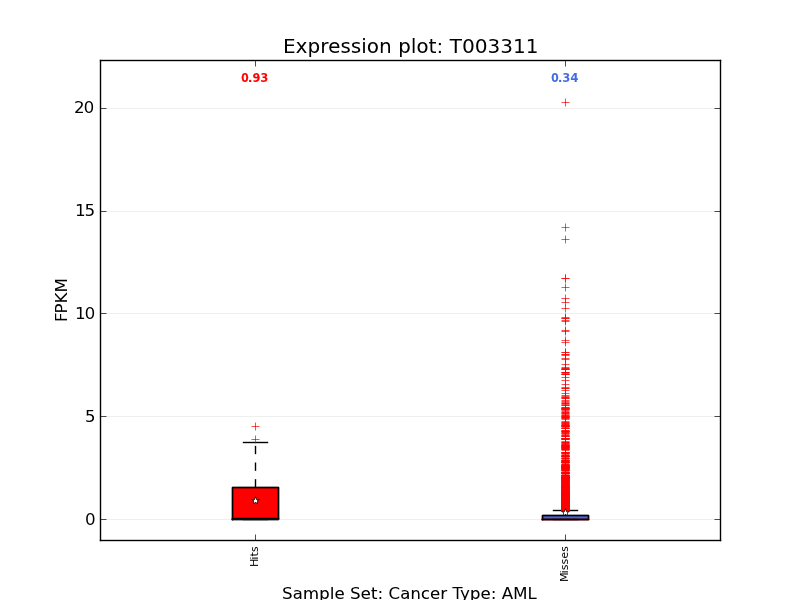 Expression plot: T003311
0.93
0.34
20
15
10
5
0
FPKM
Hits
Misses
Sample Set: Cancer Type: AML